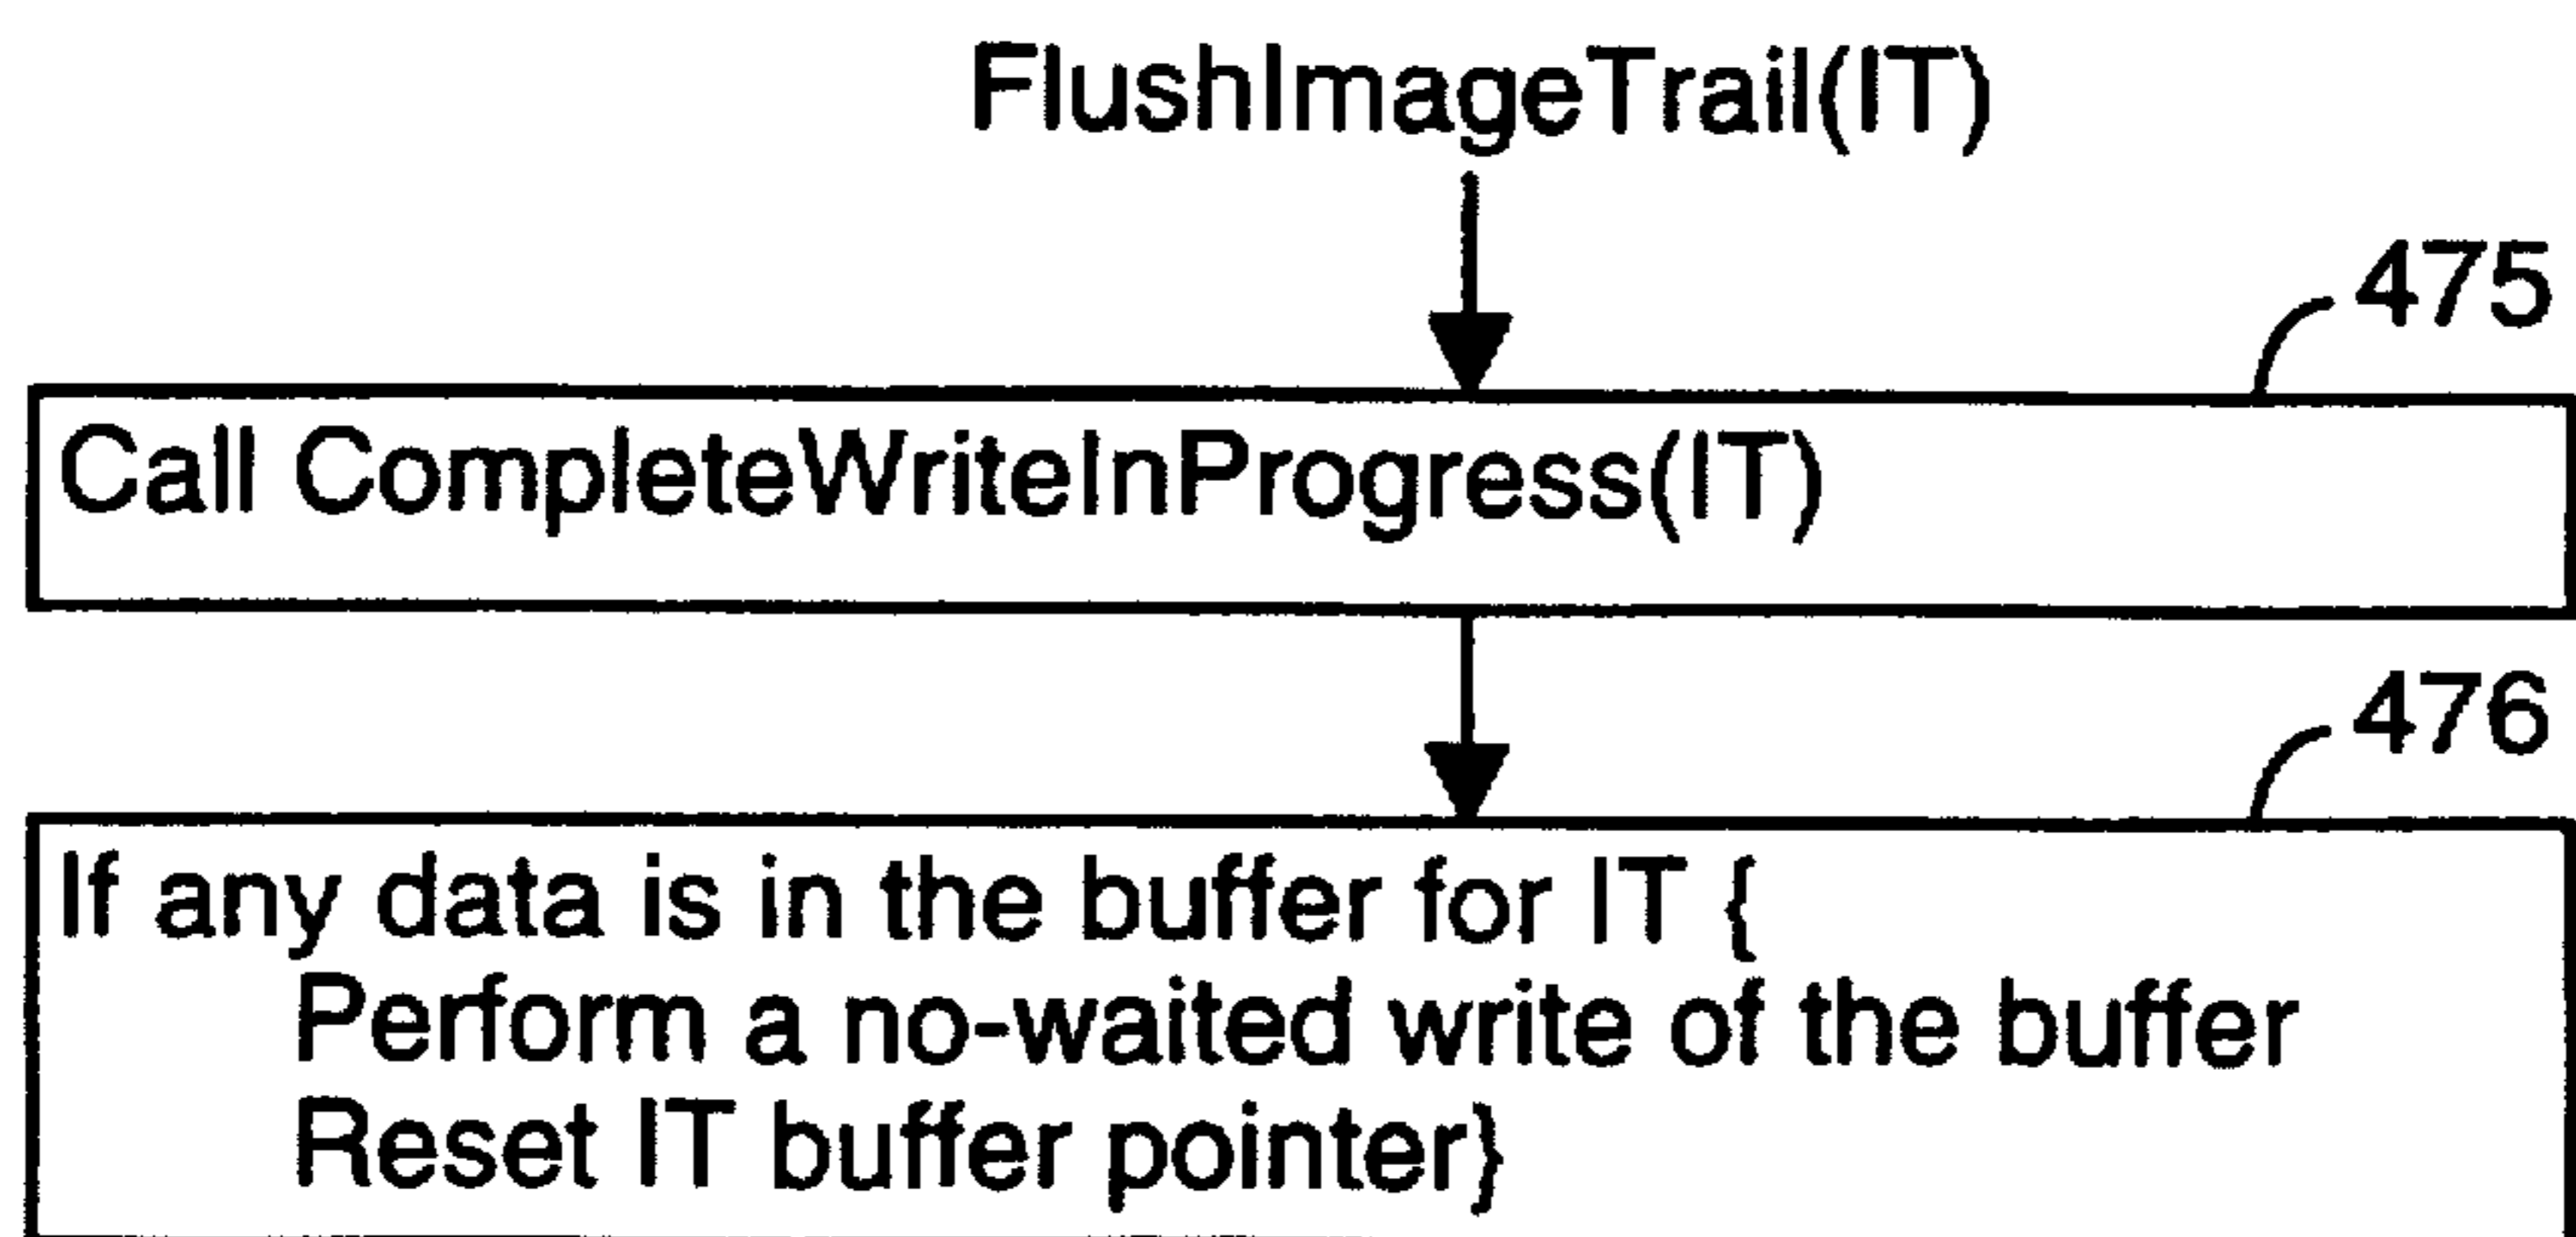 FlushImageTrail(IT)
475
Call CompleteWriteInProgress(IT)
476
If any data is in the buffer for IT {
Perform a no-waited write of the buffer
Reset IT buffer pointer}